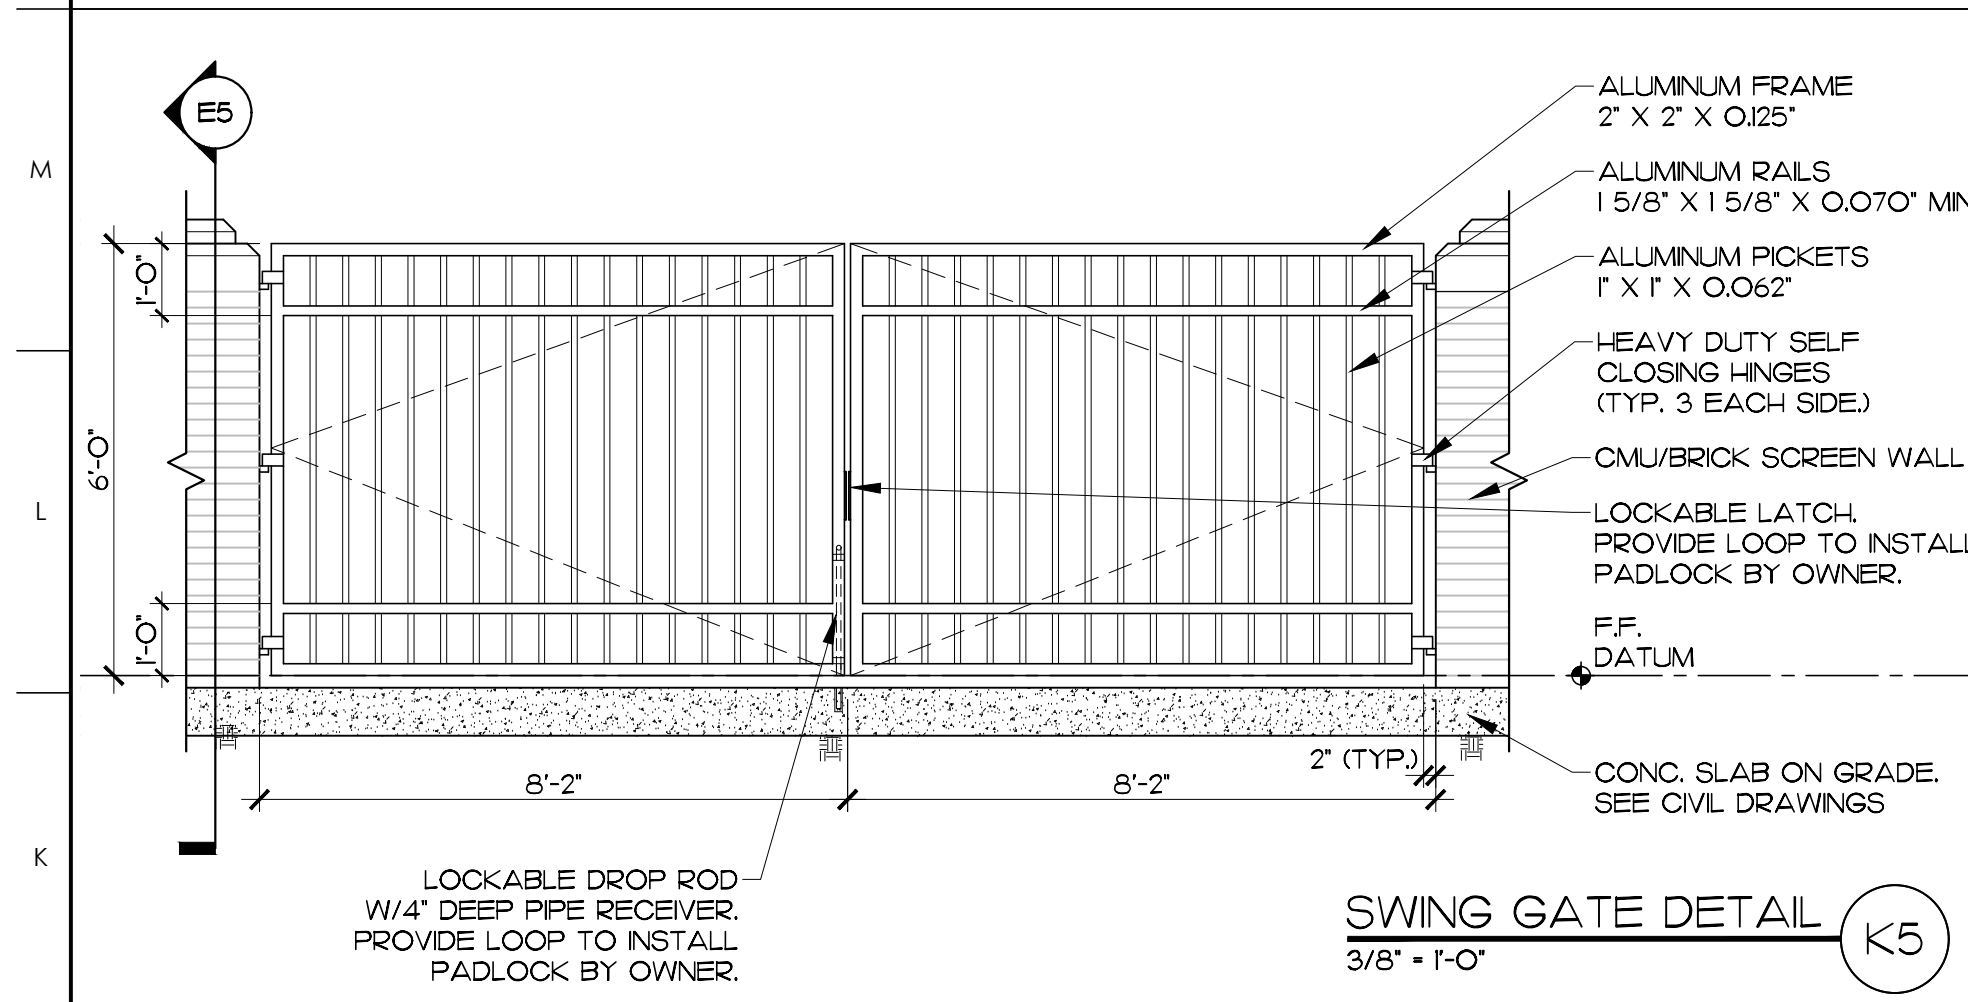 M
L
K
E5
1'-0"
6'-0"
1'-0"
ALUMINUM FRAME
2" X 2" X 0.125"
ALUMINUM RAILS
1 5/8" X 1 5/8" X 0.070" MIN
ALUMINUM PICKETS
1" X 1" X 0.062"
HEAVY DUTY SELF
CLOSING HINGES
(TYP. 3 EACH SIDE.)
CMU/BRICK SCREEN WALL
LOCKABLE LATCH.
PROVIDE LOOP TO INSTALL
PADLOCK BY OWNER.
F.F.
DATUM
2" (TYP.)
8'-2"
8'-2"
CONC. SLAB ON GRADE.
SEE CIVIL DRAWINGS
LOCKABLE DROP ROD
W/4" DEEP PIPE RECEIVER.
PROVIDE LOOP TO INSTALL
PADLOCK BY OWNER.
SWING GATE DETAIL
K5
3/8" = 1'-0"